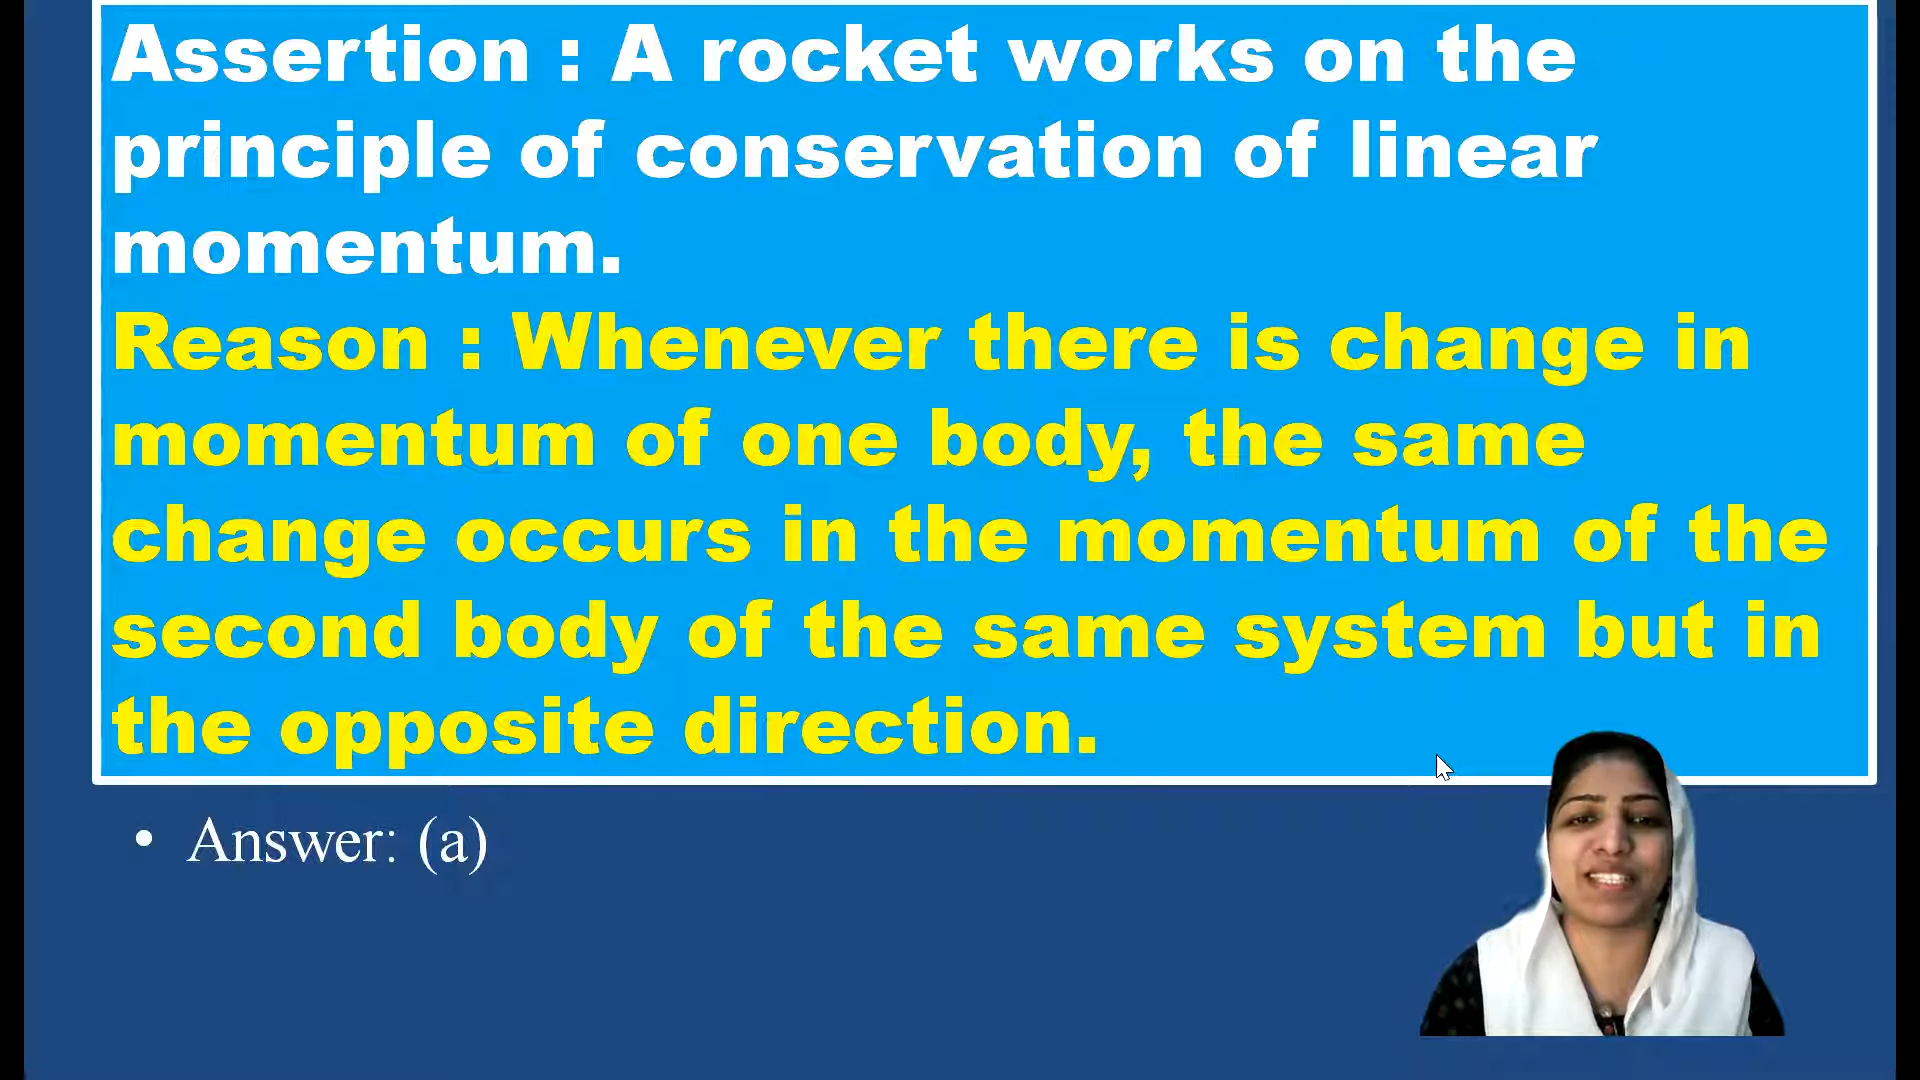 Assertion : A rocket works on the
principle of conservation of linear
momentum.
Reason : Whenever there is change in
momentum of one body, the same
change occurs in the momentum of the
second body of the same system but in
the opposite direction.
• Answer: (a)